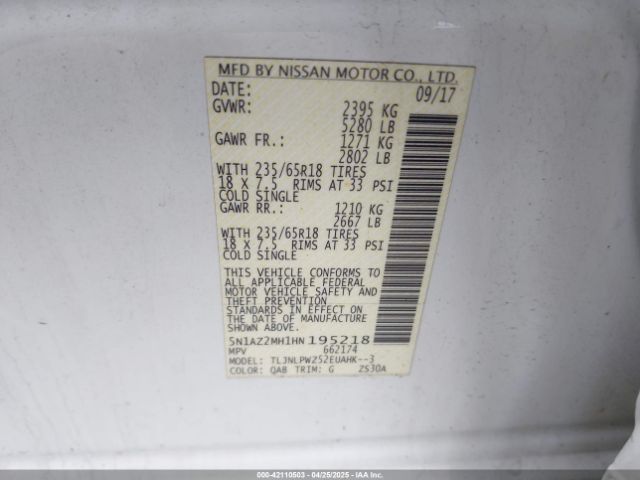 MFD BY NISSAN MOTOR CO., LTD.
DATE: 09/17
GVWR: 2395 KG
5280 LB
GAWR FR.: 1271 KG
2802 LB
WITH 235/65R18 TIRES
18 X 7.5 RIMS AT 33 PSI
COLD SINGLE
GAWR RR.: 1210 KG
2667 LB
WITH 235/65R18 TIRES
18 X 7.5 RIMS AT 33 PSI
COLD SINGLE
THIS VEHICLE CONFORMS TO
ALL APPLICABLE FEDERAL
MOTOR VEHICLE SAFETY AND
THEFT PREVENTION
STANDARDS IN EFFECT ON
THE DATE OF MANUFACTURE
SHOWN ABOVE.
5N1AZ2MH1HN195218
MPV 662174
MODEL: TLJNLPWZ52EUAHK--3
COLOR: QAB TRIM: G ZS30A
000-42110503 - 04/25/2025 - IAA Inc.